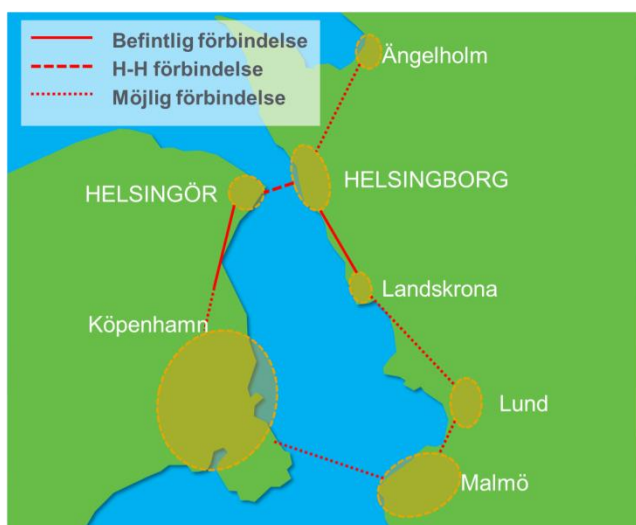 Befintlig förbindelse
H-H förbindelse
Möjlig förbindelse
Ängelholm
HELSINGÖR
HELSINGBORG
Landskrona
Köpenhamn
Lund
Malmö